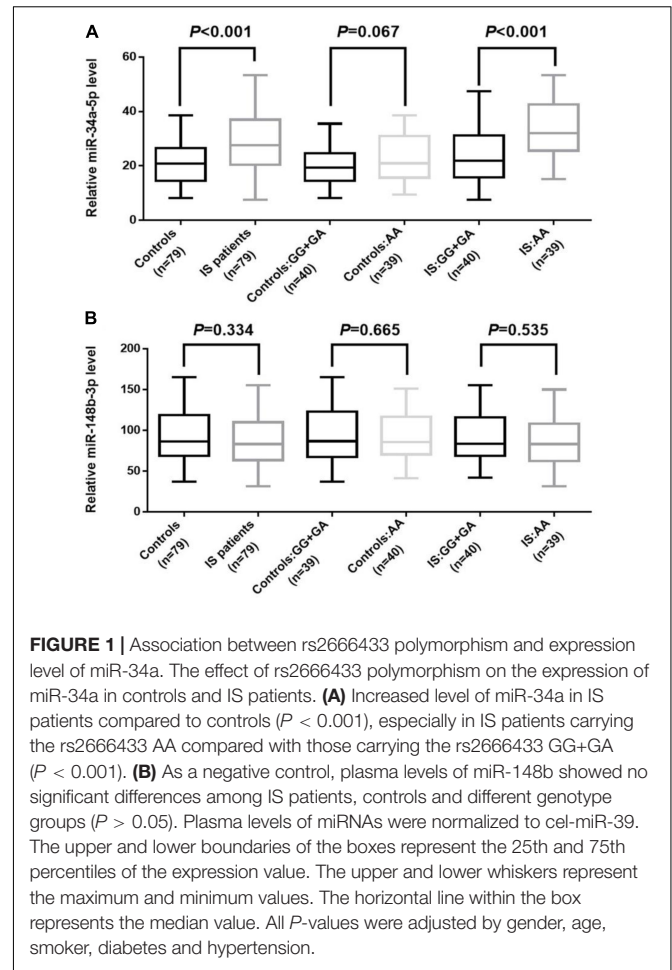 A
P<0.001
P=0.067
P<0.001
Relative miR-34a-5p level
60
40
20
0
Controls
(n=79)
IS patients
(n=79)
Controls:GG+GA
(n=40)
Controls:AA
(n=39)
IS:GG+GA
(n=40)
IS:AA
(n=39)
B
P=0.334
P=0.665
P=0.535
Relative miR-148b-3p level
200
150
100
50
0
Controls
(n=79)
IS patients
(n=79)
Controls:GG+GA
(n=39)
Controls:AA
(n=40)
IS:GG+GA
(n=40)
IS:AA
(n=39)
FIGURE 1 | Association between rs2666433 polymorphism and expression
level of miR-34a. The effect of rs2666433 polymorphism on the expression of
miR-34a in controls and IS patients. (A) Increased level of miR-34a in IS
patients compared to controls (P < 0.001), especially in IS patients carrying
the rs2666433 AA compared with those carrying the rs2666433 GG+GA
(P < 0.001). (B) As a negative control, plasma levels of miR-148b showed no
significant differences among IS patients, controls and different genotype
groups (P > 0.05). Plasma levels of miRNAs were normalized to cel-miR-39.
The upper and lower boundaries of the boxes represent the 25th and 75th
percentiles of the expression value. The upper and lower whiskers represent
the maximum and minimum values. The horizontal line within the box
represents the median value. All P-values were adjusted by gender, age,
smoker, diabetes and hypertension.